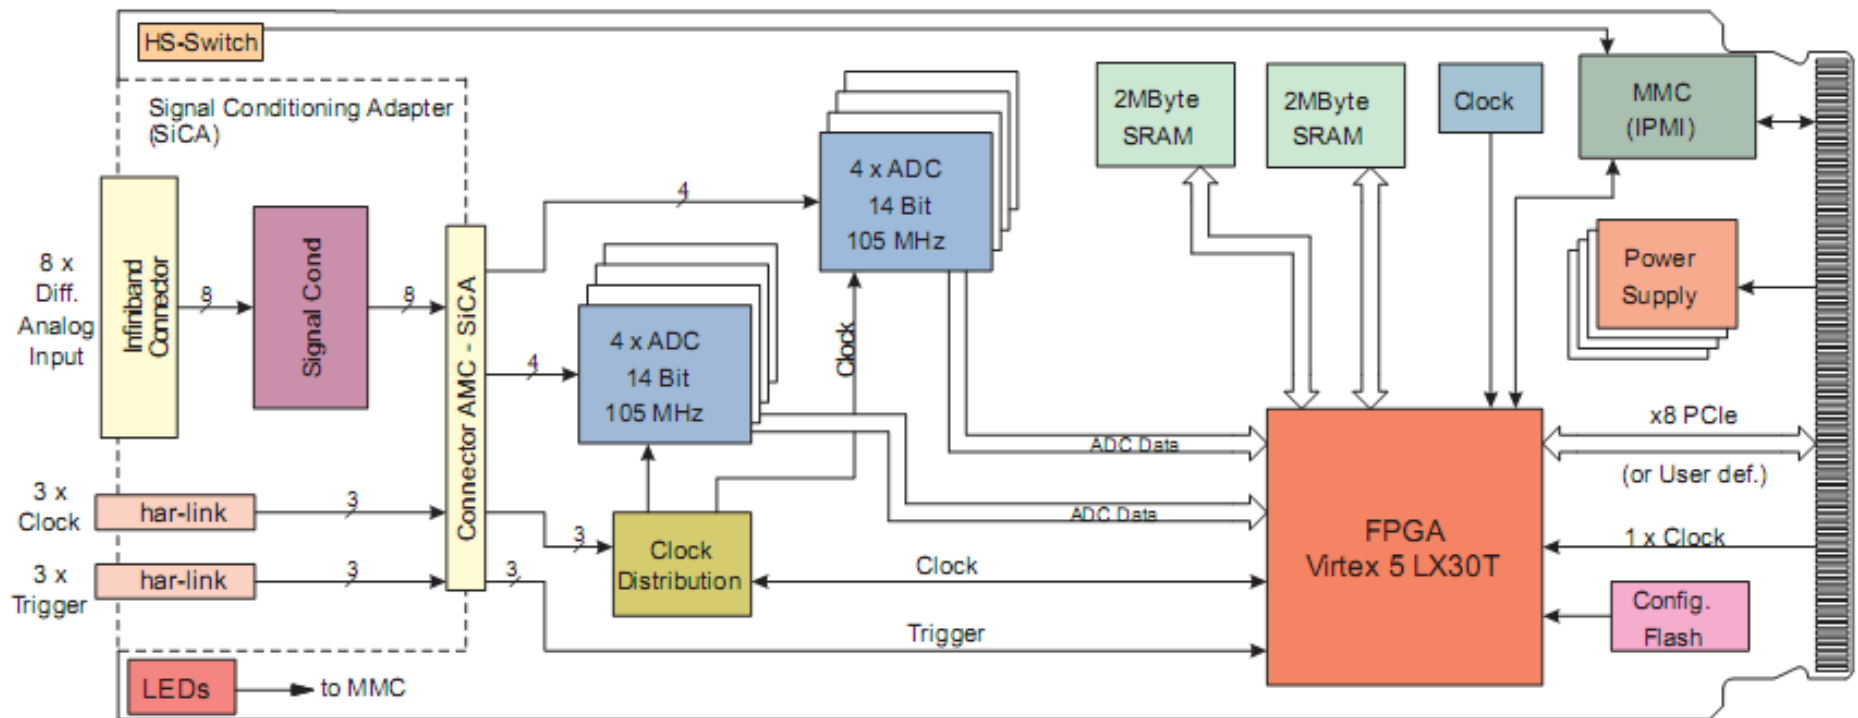 HS-Switch
Signal Conditioning Adapter
(SiCA)
8 x
Diff.
Analog
Input
Infiniband
Connector
8
Signal Cond
8
Connector AMC - SiCA
4
4 x ADC
14 Bit
105 MHz
4
4 x ADC
14 Bit
105 MHz
Clock
2MByte
SRAM
2MByte
SRAM
Clock
MMC
(IPMI)
Power
Supply
ADC Data
ADC Data
x8 PCIe
(or User def.)
3 x
Clock
har-link
3
3
Clock
Distribution
Clock
FPGA
Virtex 5 LX30T
1 x Clock
3 x
Trigger
har-link
3
3
Trigger
Config.
Flash
LEDs
to MMC